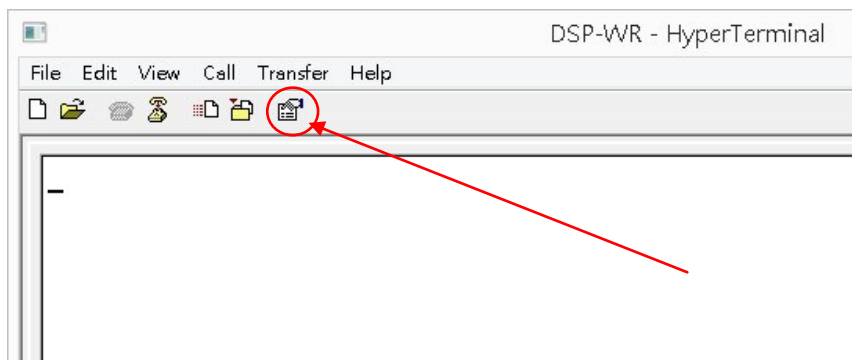 DSP-WR - HyperTerminal
File Edit View Call Transfer Help